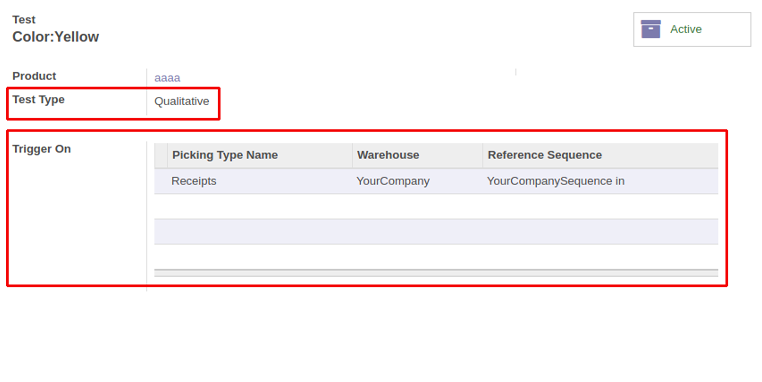 Test
Color:Yellow
Active
Product aaaa
Test Type Qualitative
Trigger On
Picking Type Name Warehouse Reference Sequence
Receipts YourCompany YourCompanySequence in